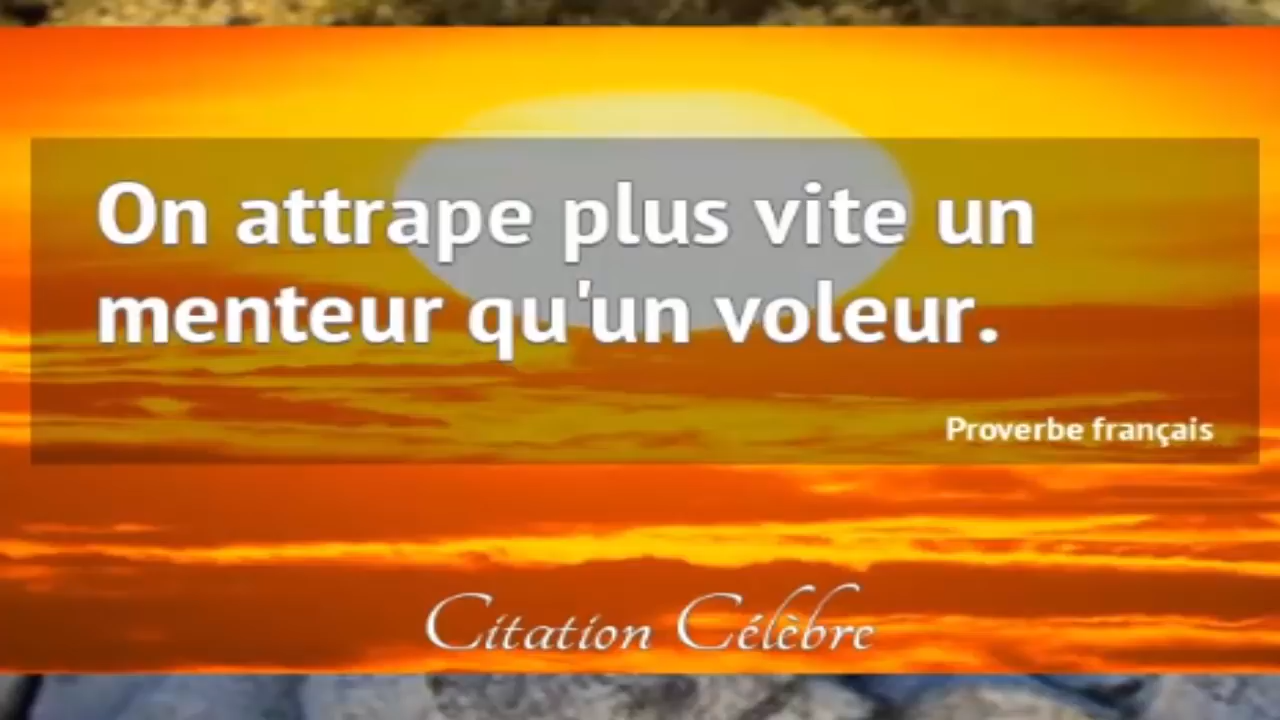 On attrape plus vite un
menteur qu'un voleur.
Proverbe français
Citation Célèbre